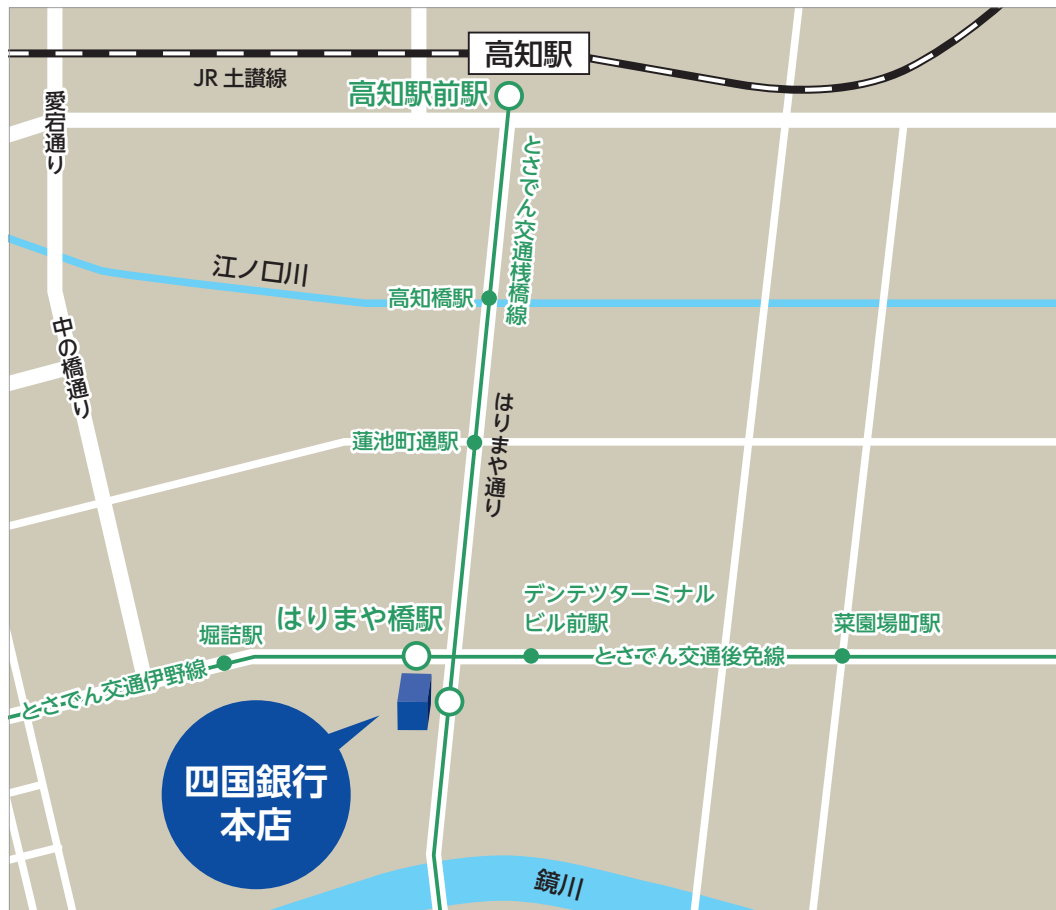 高知駅
JR 土讃線
高知駅前駅
愛宕通り
とさでん交通桟橋線
江ノ口川
高知橋駅
中の橋通り
はりまや通り
蓮池町通駅
デンテツターミナル
ビル前駅
はりまや橋駅
堀詰駅
菜園場町駅
とさでん交通後免線
とさでん交通伊野線
四国銀行
本店
鏡川